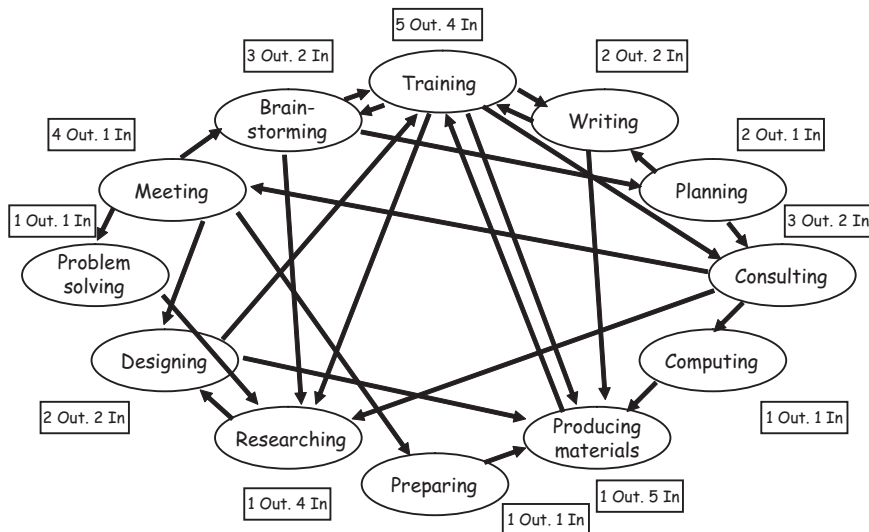 5 Out. 4 In
3 Out. 2 In
2 Out. 2 In
Training
Brain-
storming
Writing
4 Out. 1 In
2 Out. 1 In
Meeting
Planning
1 Out. 1 In
3 Out. 2 In
Problem
solving
Consulting
Designing
Computing
2 Out. 2 In
1 Out. 1 In
Researching
Producing
materials
Preparing
1 Out. 4 In
1 Out. 5 In
1 Out. 1 In